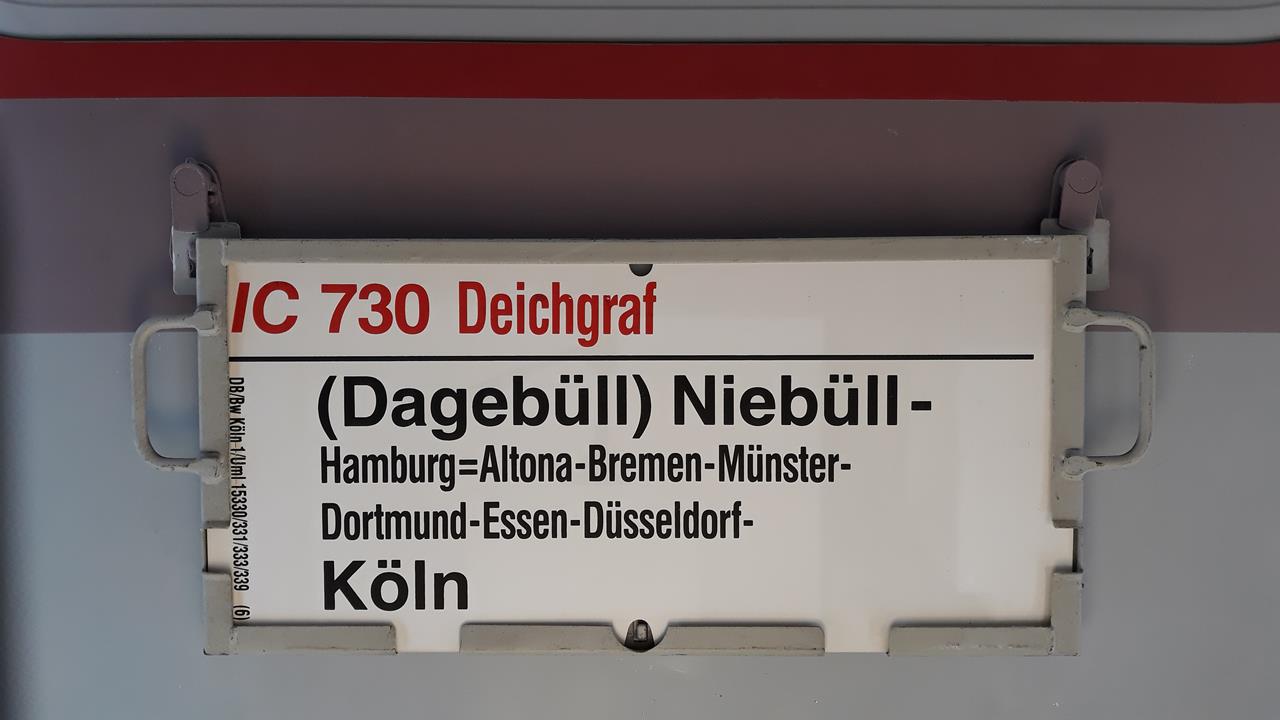 IC 730 Deichgraf
(Dagebüll) Niebüll-
Hamburg=Altona-Bremen-Münster-
Dortmund-Essen-Düsseldorf-
Köln
DB/Bw Köln 1/Uml 15330/331/333/339 (6)